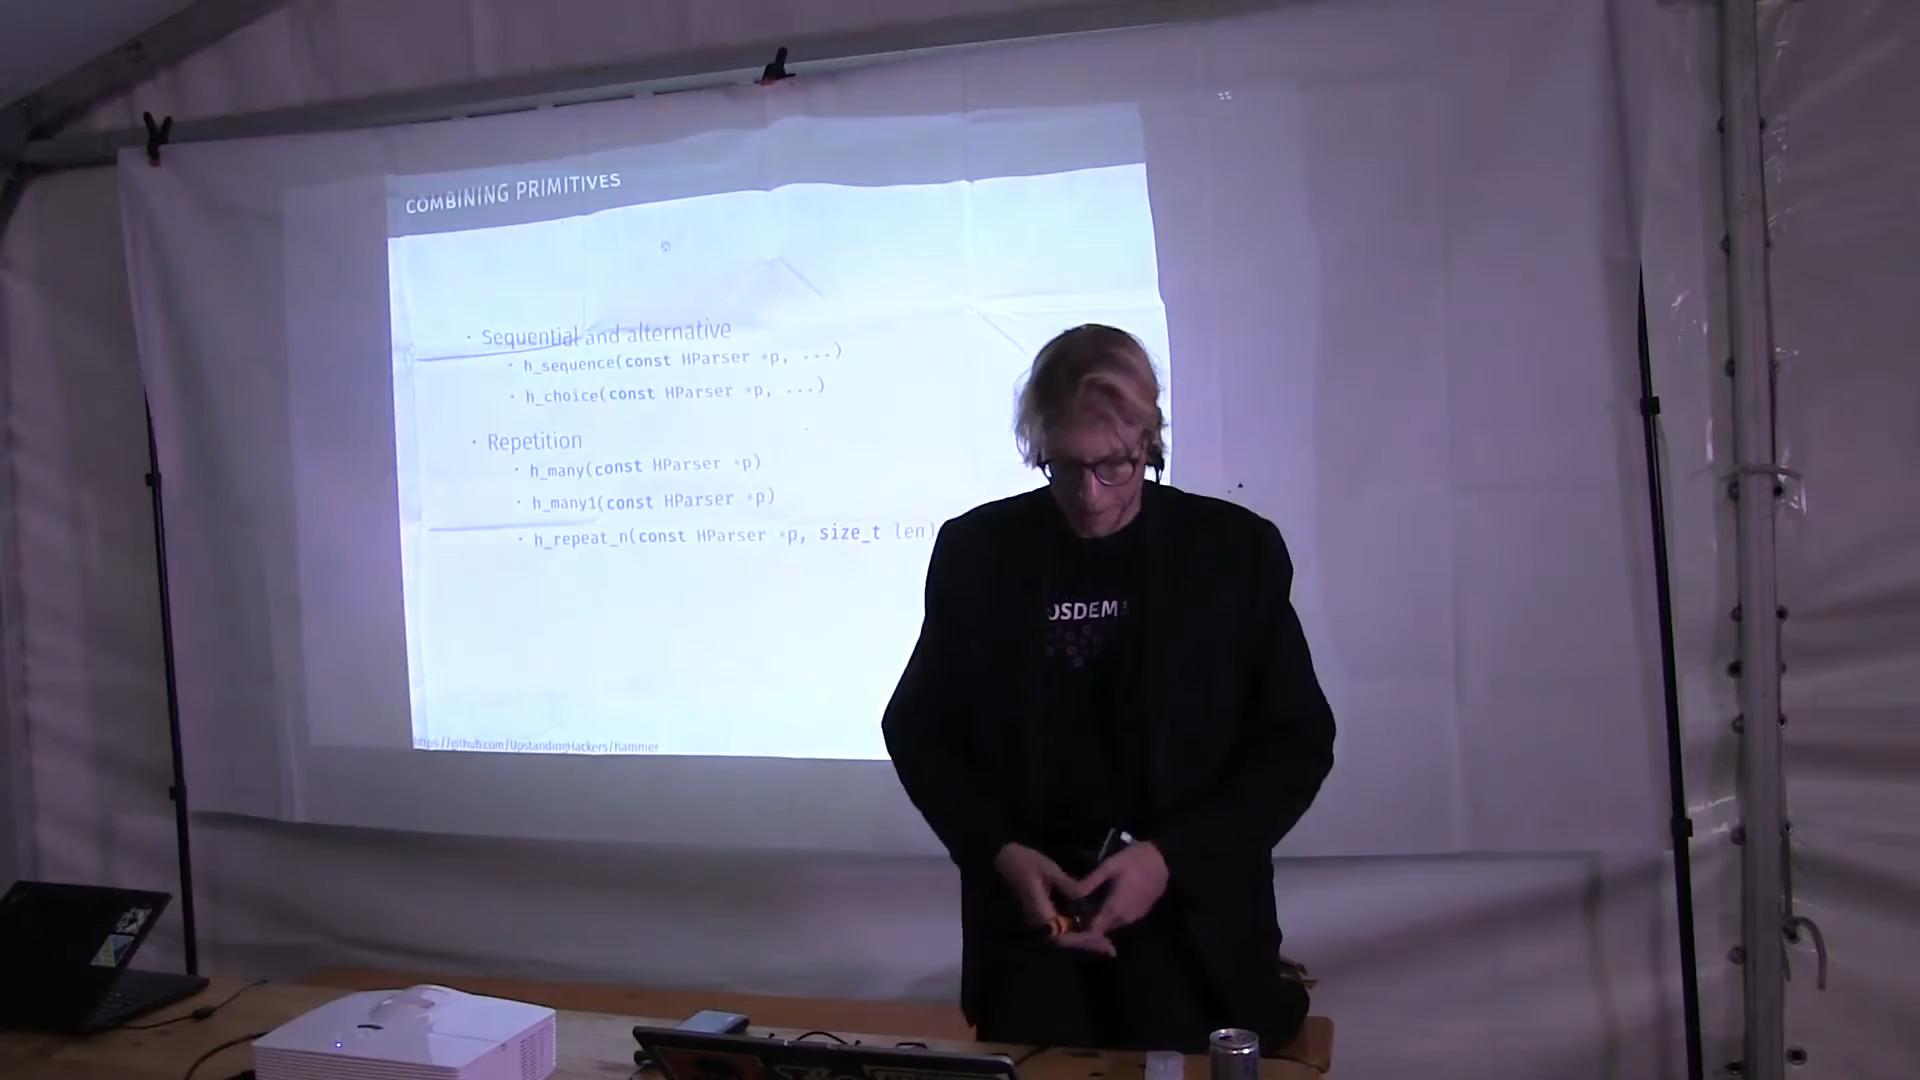 COMBINING PRIMITIVES
· Sequential and alternative
· h_sequence(const HParser *p, ...)
· h_choice(const HParser *p, ...)
· Repetition
· h_many(const HParser *p)
· h_many1(const HParser *p)
· h_repeat_n(const HParser *p, size_t len)
https://github.com/UpstandingHackers/hammer
OSDEM